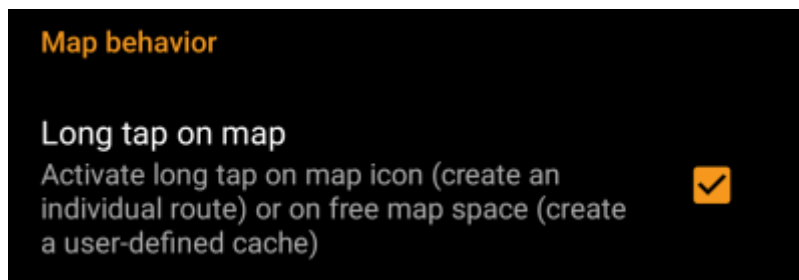 Map behavior
Long tap on map
Activate long tap on map icon (create an
individual route) or on free map space (create
a user-defined cache)